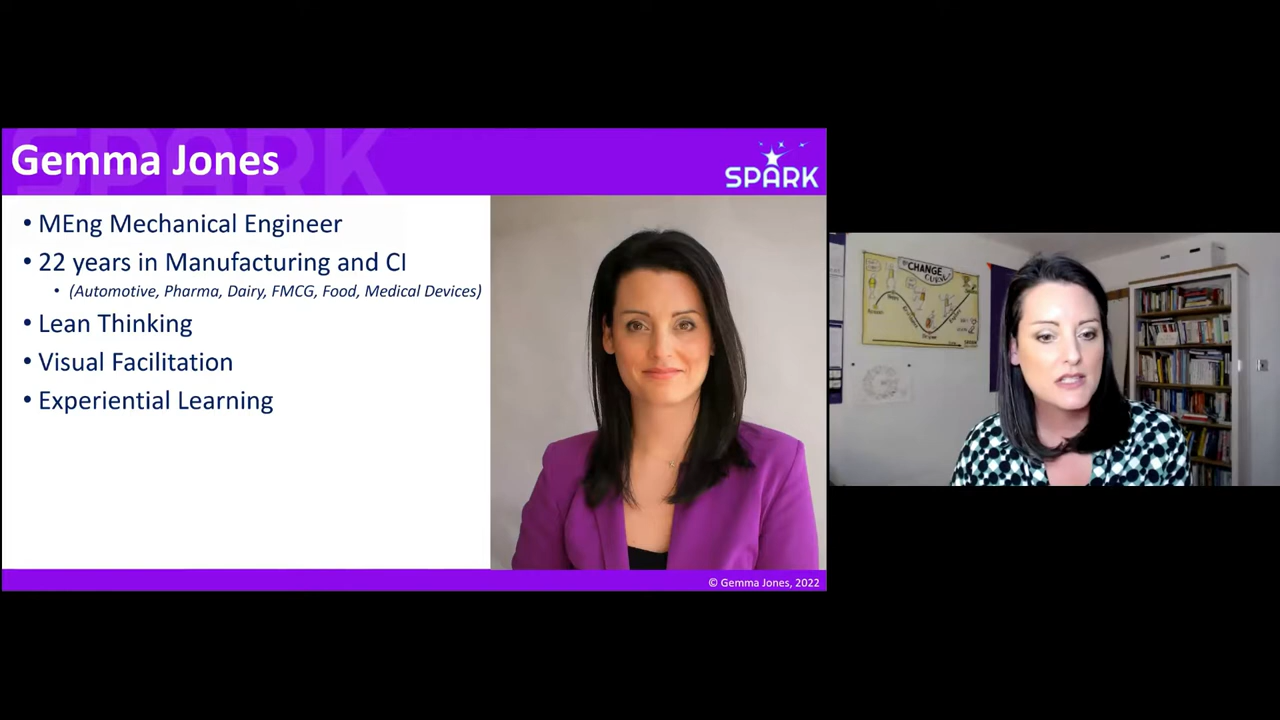 Gemma Jones
SPARK
• MEng Mechanical Engineer
• 22 years in Manufacturing and CI
• (Automotive, Pharma, Dairy, FMCG, Food, Medical Devices)
• Lean Thinking
• Visual Facilitation
• Experiential Learning
© Gemma Jones, 2022
CHANGE
CURVE